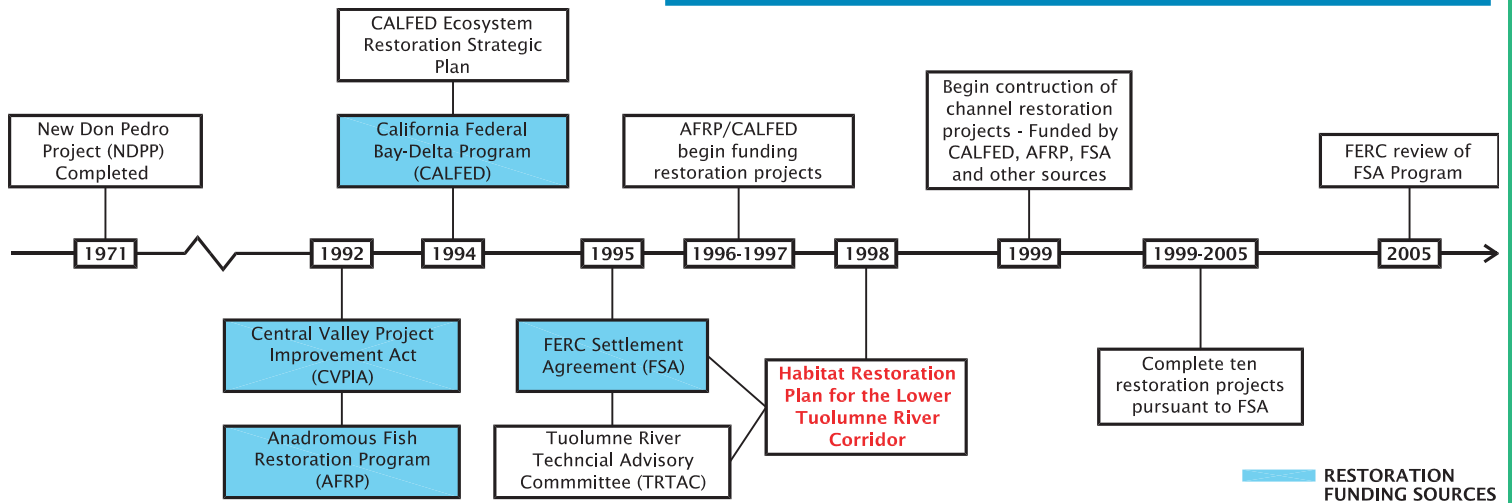 CALFED Ecosystem
Restoration Strategic
Plan
New Don Pedro
Project (NDPP)
Completed
California Federal
Bay-Delta Program
(CALFED)
AFRP/CALFED
begin funding
restoration projects
Begin contruction of
channel restoration
projects - Funded by
CALFED, AFRP, FSA
and other sources
FERC review of
FSA Program
1971
1992
1994
1995
1996-1997
1998
1999
1999-2005
2005
Central Valley Project
Improvement Act
(CVPIA)
Anadromous Fish
Restoration Program
(AFRP)
FERC Settlement
Agreement (FSA)
Tuolumne River
Techncial Advisory
Commmittee (TRTAC)
Habitat Restoration
Plan for the Lower
Tuolumne River
Corridor
Complete ten
restoration projects
pursuant to FSA
RESTORATION
FUNDING SOURCES